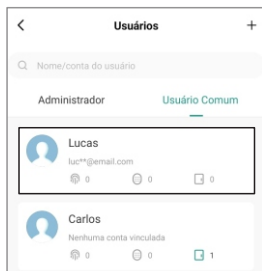 Usuários
Nome/conta do usuário
Administrador Usuário Comum
Lucas
luc**@email.com
0 0 0
Carlos
Nenhuma conta vinculada
0 0 1